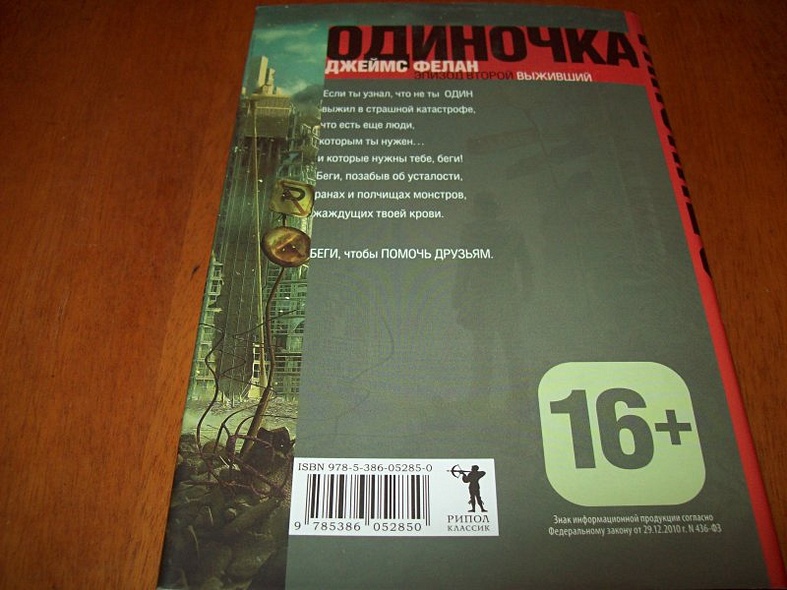 ОДИНОЧКА
ДЖЕЙМС ФЕЛАН
ЭПИЗОД ВТОРОЙ ВЫЖИВШИЙ
Если ты узнал, что не ты ОДИН
выжил в страшной катастрофе,
что есть еще люди,
которым ты нужен...
и которые нужны тебе, беги!
Беги, позабыв об усталости,
ранах и полчищах монстров,
жаждущих твоей крови.
БЕГИ, чтобы ПОМОЧЬ ДРУЗЬЯМ.
R
16+
ISBN 978-5-386-05285-0
9 785386 052850
РИПОЛ
КЛАССИК
Знак информационной продукции согласно
Федеральному закону от 29.12.2010 г. N 436-ФЗ